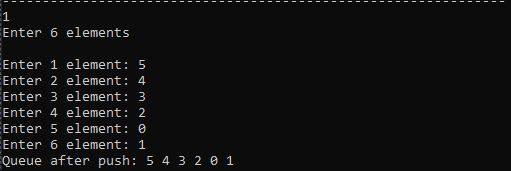 1
Enter 6 elements
Enter 1 element: 5
Enter 2 element: 4
Enter 3 element: 3
Enter 4 element: 2
Enter 5 element: 0
Enter 6 element: 1
Queue after push: 5 4 3 2 0 1